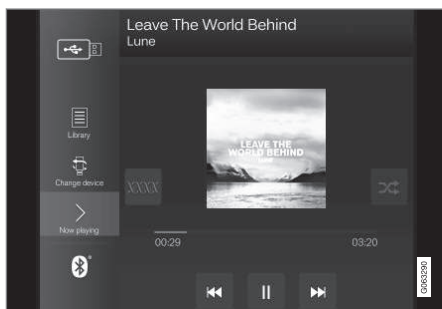 Leave The World Behind
Lune
Library
Change device
Now playing
LEAVE THE
WORLD BEHIND
LUNE
XXXX
00:29
03:20
G063290